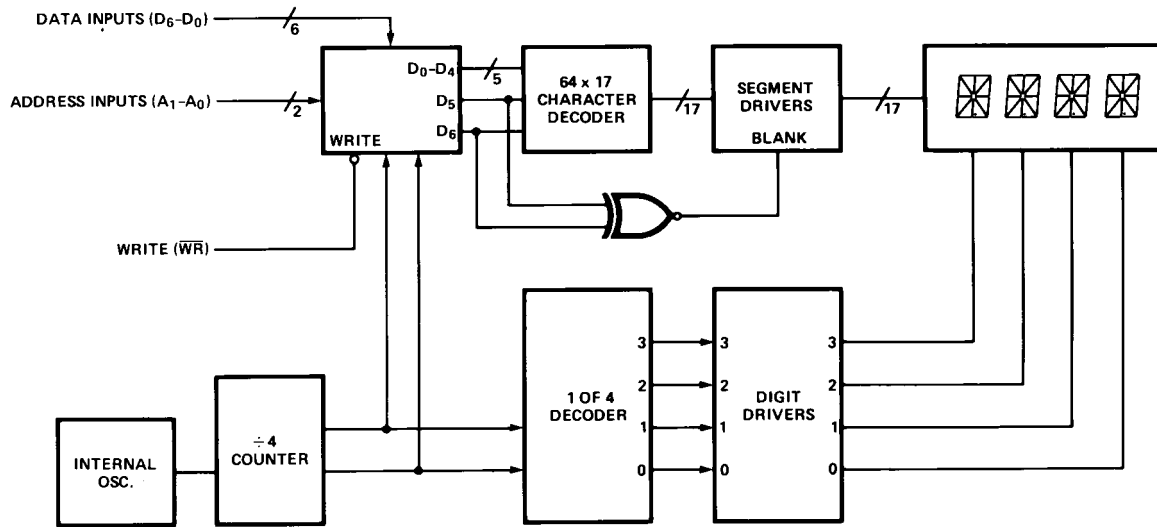 DATA INPUTS (D6–D0)
6
ADDRESS INPUTS (A1–A0)
2
WRITE (WR)
D0–D4
D5
D6
WRITE
5
64 x 17
CHARACTER
DECODER
17
SEGMENT
DRIVERS
BLANK
17
INTERNAL
OSC.
÷4
COUNTER
1 OF 4
DECODER
3
2
1
0
3
2
1
0
DIGIT
DRIVERS
3
2
1
0